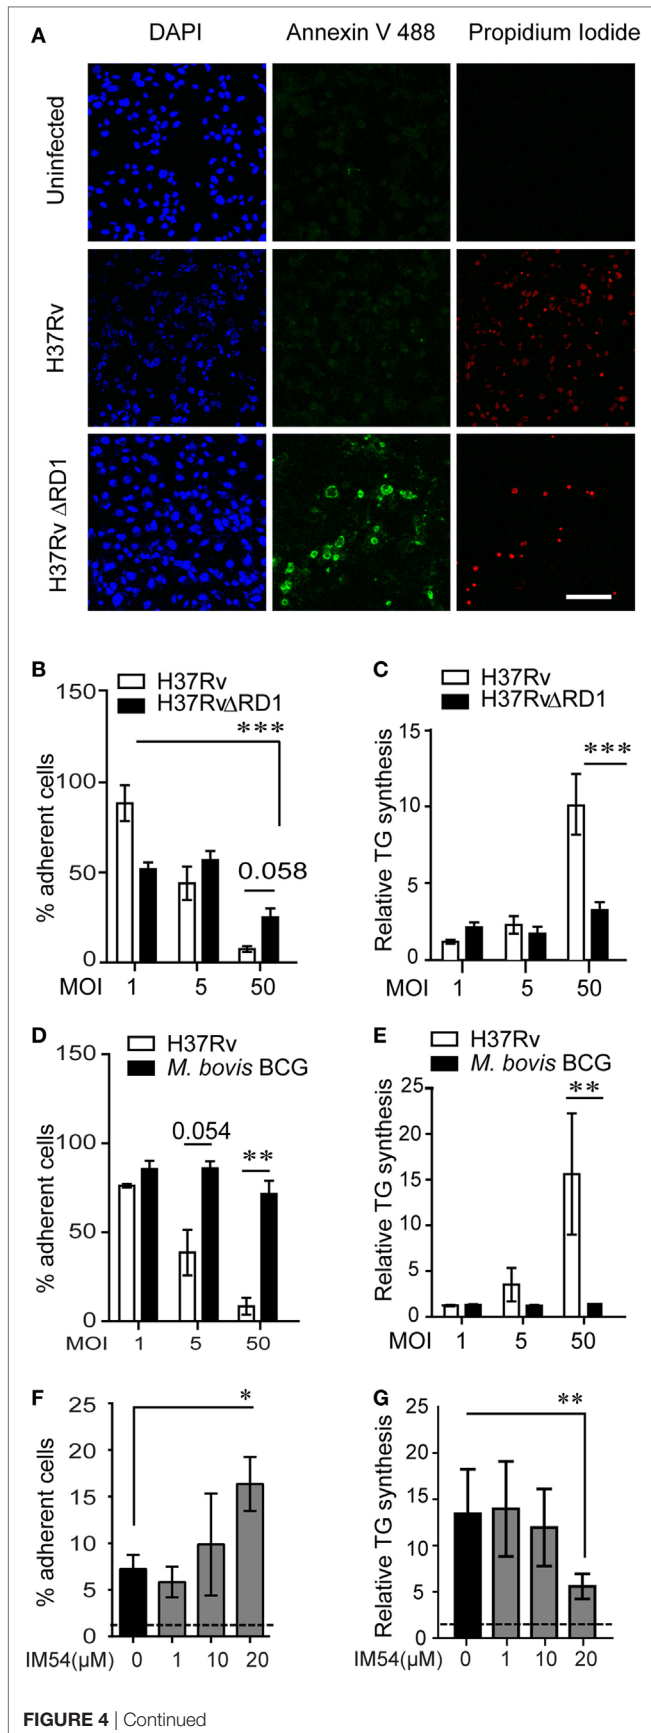 A
DAPI
Annexin V 488
Propidium Iodide
Uninfected
H37Rv
H37Rv ΔRD1
B
H37Rv
H37RvΔRD1
150
100
50
0
% adherent cells
***
0.058
MOI
1
5
50
C
H37Rv
H37RvΔRD1
15
10
5
0
Relative TG synthesis
***
MOI
1
5
50
D
H37Rv
M. bovis BCG
150
100
50
0
% adherent cells
0.054
**
MOI
1
5
50
E
H37Rv
M. bovis BCG
25
20
15
10
5
0
Relative TG synthesis
**
MOI
1
5
50
F
25
20
15
10
5
0
% adherent cells
*
IM54(µM)
0
1
10
20
G
25
20
15
10
5
0
Relative TG synthesis
**
IM54(µM)
0
1
10
20
FIGURE 4 | Continued